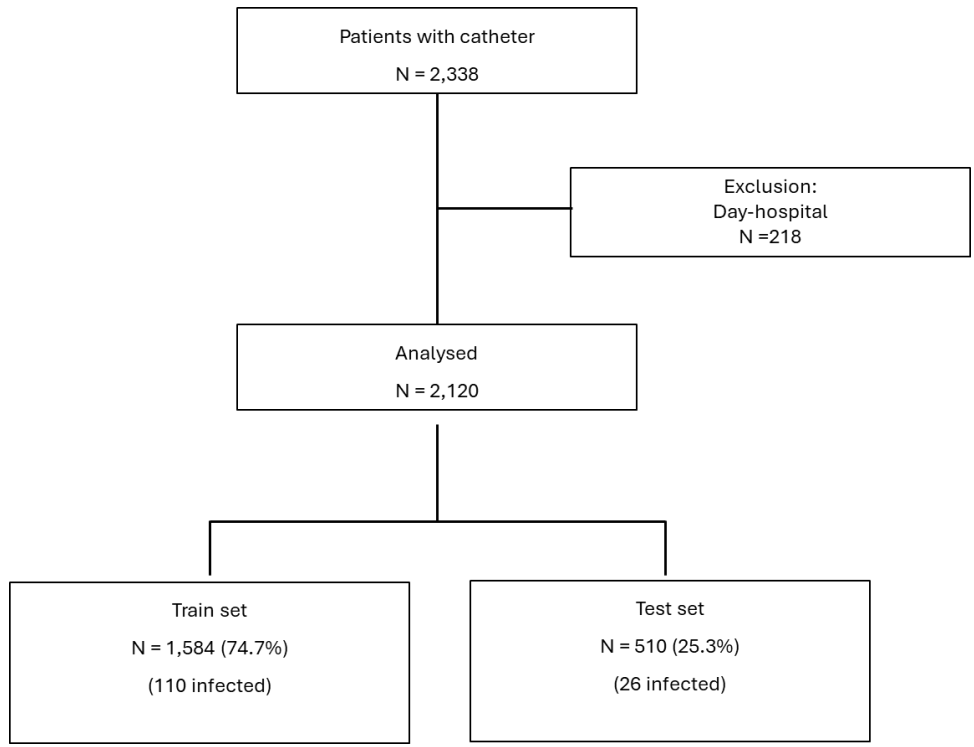 Patients with catheter
N = 2,338
Exclusion:
Day-hospital
N =218
Analysed
N = 2,120
Train set
N = 1,584 (74.7%)
(110 infected)
Test set
N = 510 (25.3%)
(26 infected)